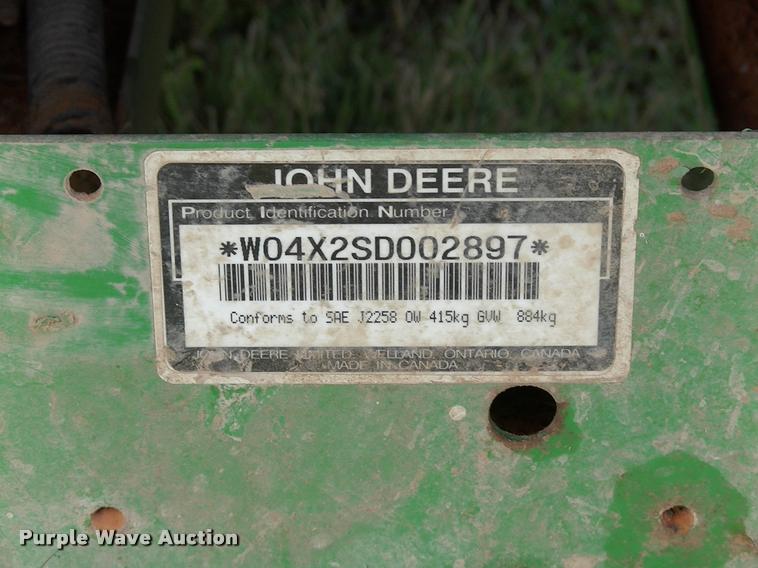 JOHN DEERE
Product Identification Number
*W04X2SD002897*
Conforms to SAE J2258 OW 415kg GVW 884kg
JOHN DEERE LIMITED, WELLAND, ONTARIO, CANADA
MADE IN CANADA
Purple Wave Auction